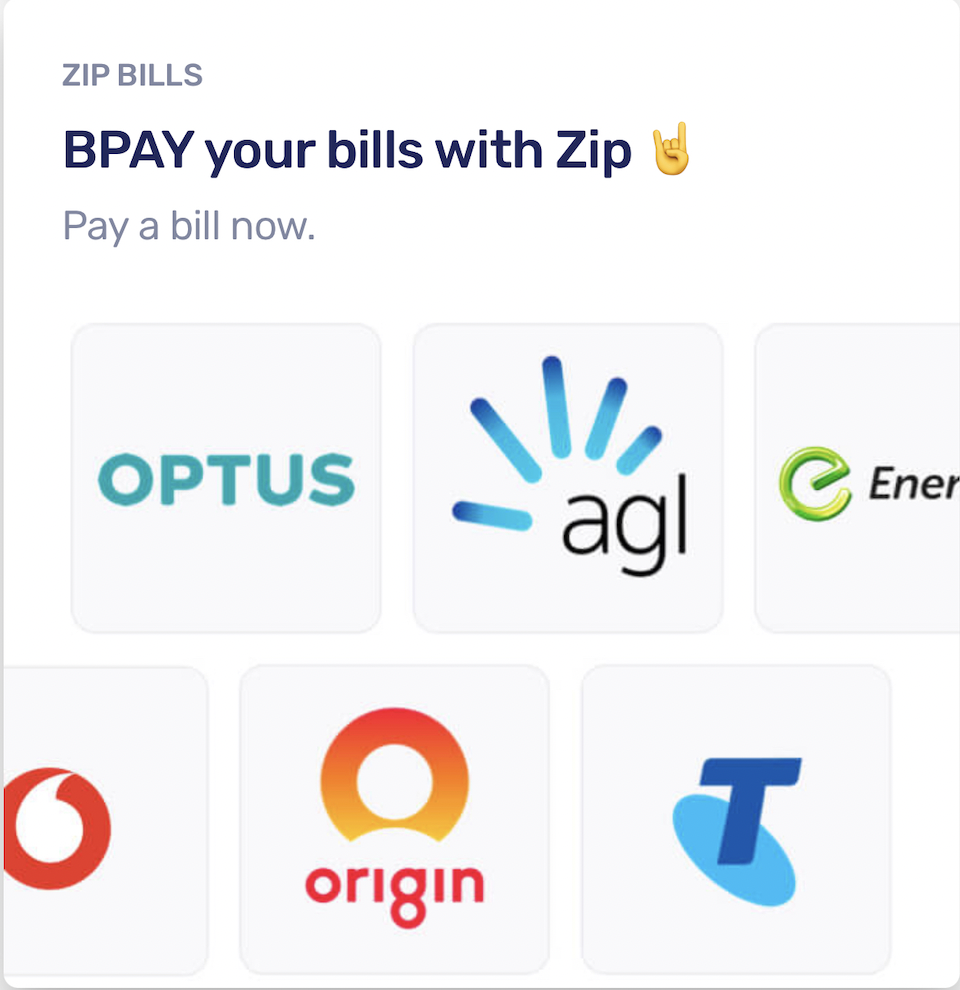 ZIP BILLS
BPAY your bills with Zip 🤘
Pay a bill now.
OPTUS
agl
Ener
origin
T